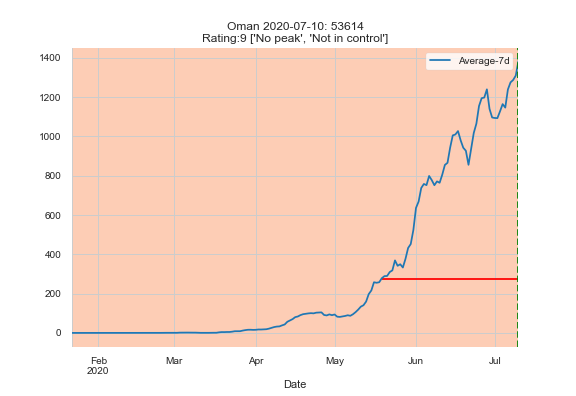 Oman 2020-07-10: 53614
Rating:9 ['No peak', 'Not in control']
Average-7d
1400
1200
1000
800
600
400
200
0
Feb Mar Apr May Jun Jul
2020
Date